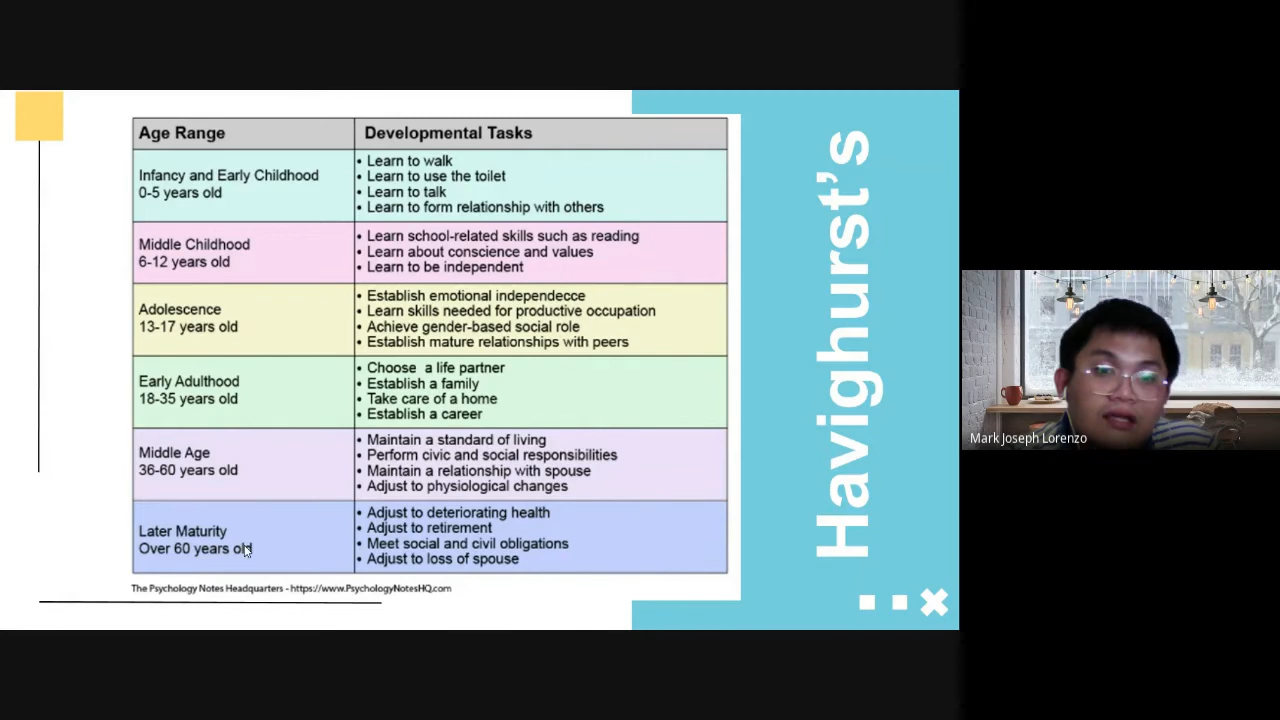 Age Range
Developmental Tasks
Infancy and Early Childhood
0-5 years old
• Learn to walk
• Learn to use the toilet
• Learn to talk
• Learn to form relationship with others
Middle Childhood
6-12 years old
• Learn school-related skills such as reading
• Learn about conscience and values
• Learn to be independent
Adolescence
13-17 years old
• Establish emotional independecce
• Learn skills needed for productive occupation
• Achieve gender-based social role
• Establish mature relationships with peers
Early Adulthood
18-35 years old
• Choose a life partner
• Establish a family
• Take care of a home
• Establish a career
Middle Age
36-60 years old
• Maintain a standard of living
• Perform civic and social responsibilities
• Maintain a relationship with spouse
• Adjust to physiological changes
Later Maturity
Over 60 years old
• Adjust to deteriorating health
• Adjust to retirement
• Meet social and civil obligations
• Adjust to loss of spouse
The Psychology Notes Headquarters - https://www.PsychologyNotesHQ.com
Havighurst's
Mark Joseph Lorenzo